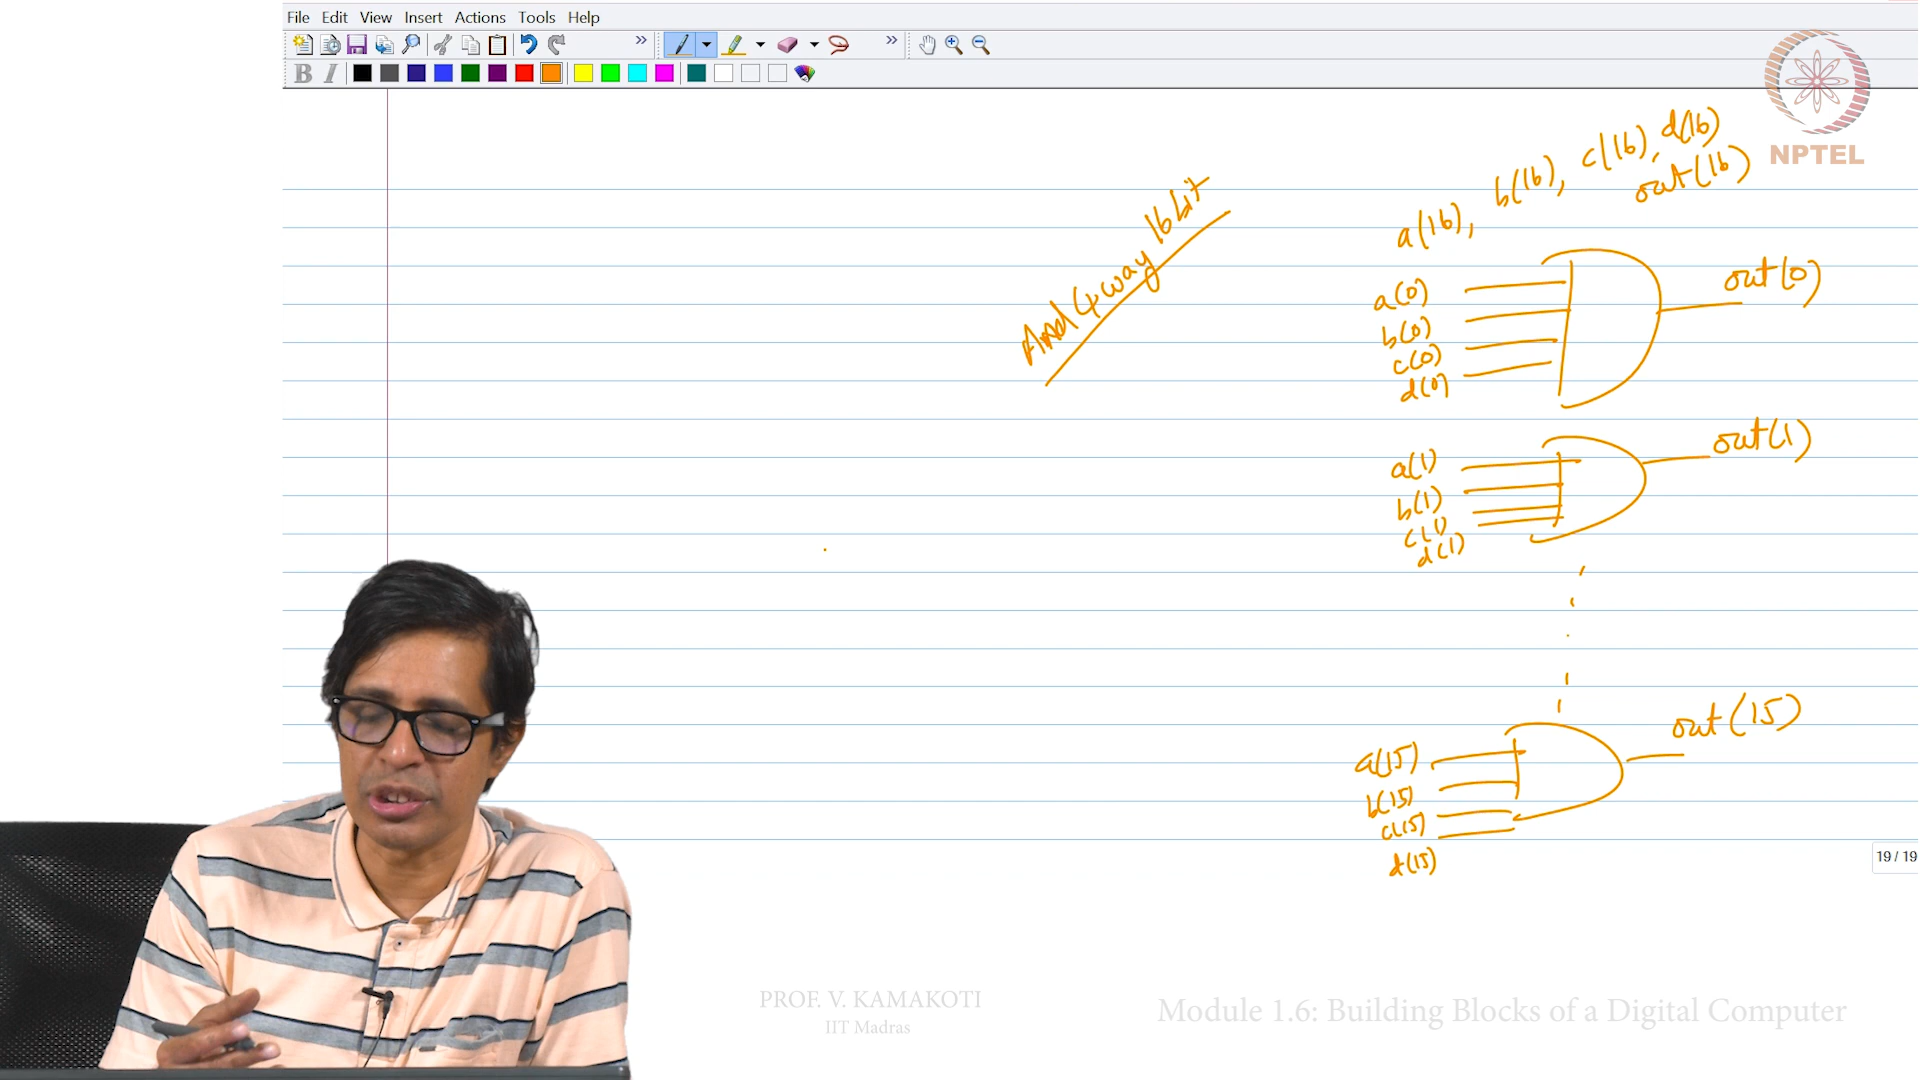 File Edit View Insert Actions Tools Help
B I
NPTEL
And 4 way 16 bit
a(16), b(16), c(16), d(16)
out(16)
a(0)
b(0)
c(0)
d(0)
out(0)
a(1)
b(1)
c(1)
d(1)
out(1)
a(15)
b(15)
c(15)
d(15)
out(15)
19 / 19
PROF. V. KAMAKOTI
IIT Madras
Module 1.6: Building Blocks of a Digital Computer